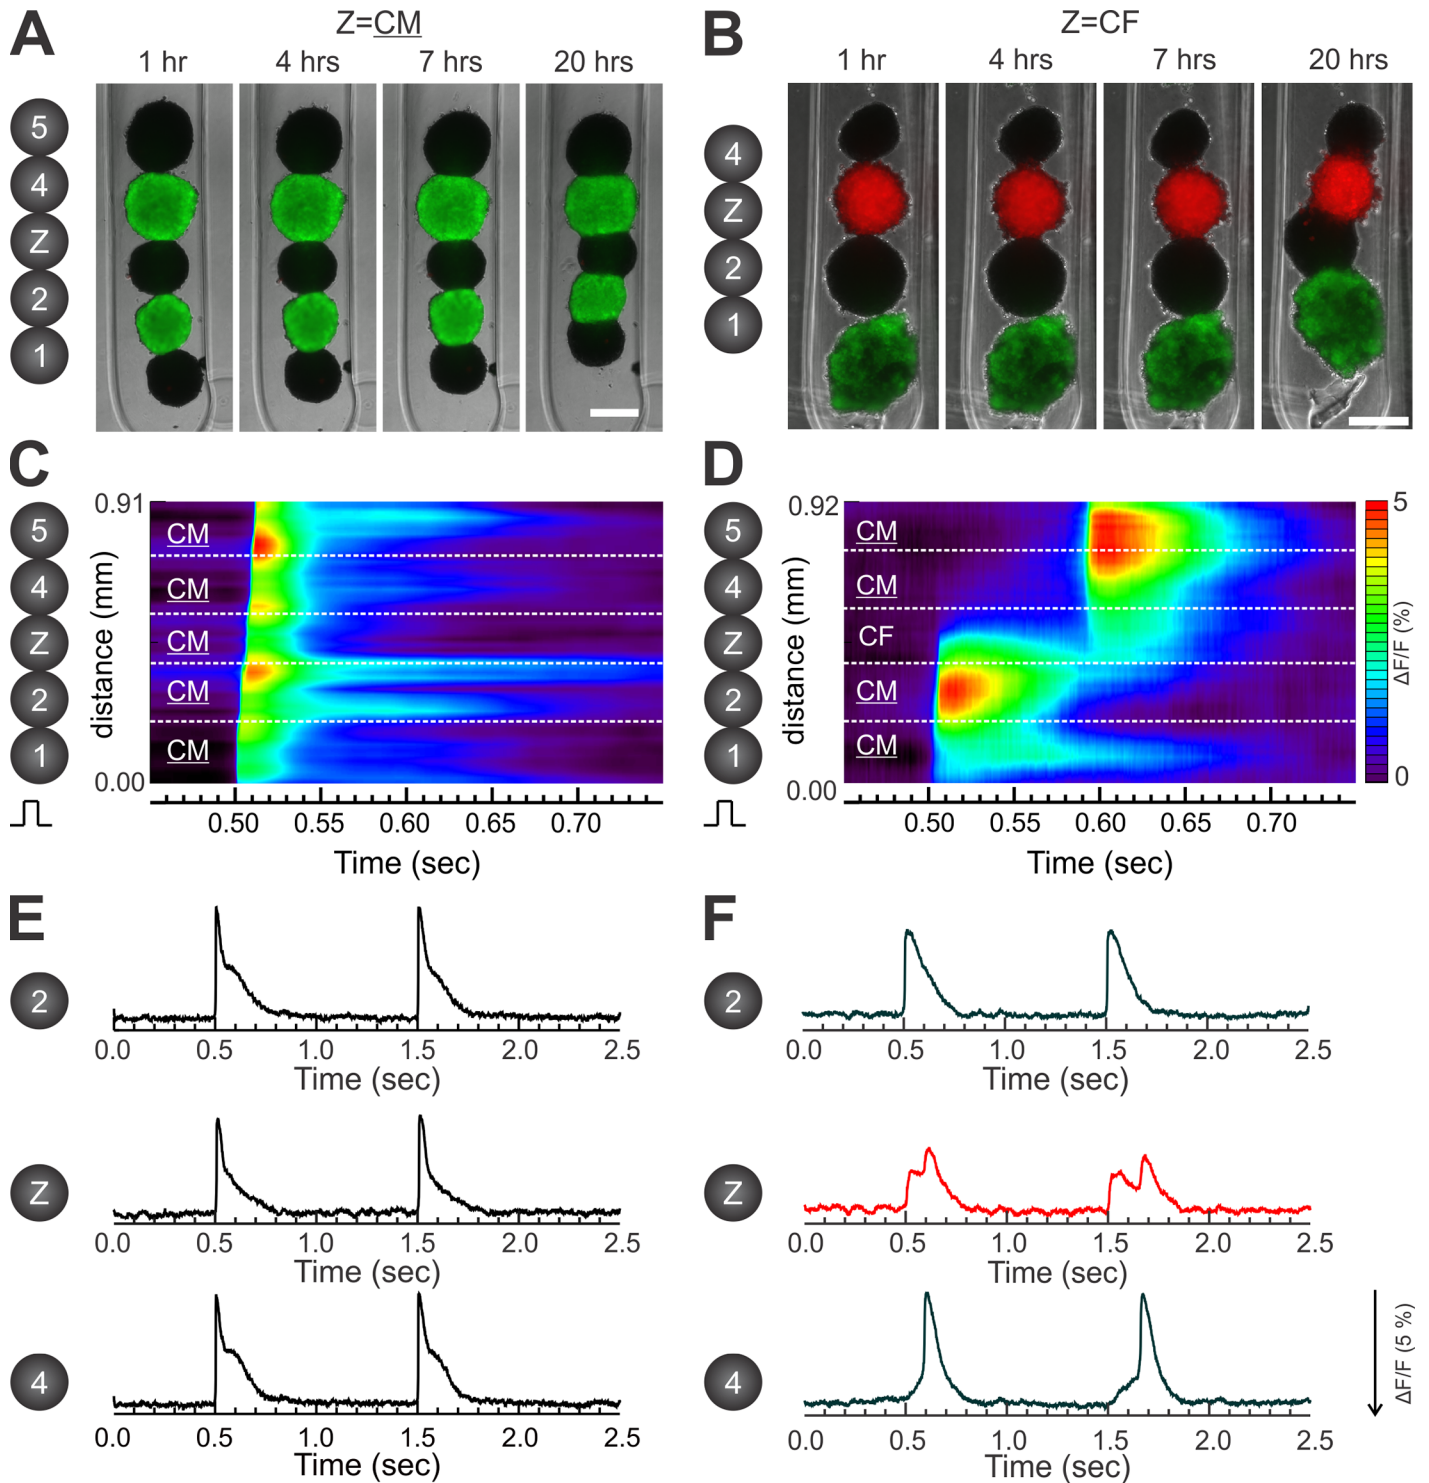 A
Z=CM
1 hr
4 hrs
7 hrs
20 hrs
5
4
Z
2
1
B
Z=CF
1 hr
4 hrs
7 hrs
20 hrs
4
Z
2
1
C
5
4
Z
2
1
distance (mm)
0.91
0.00
CM
CM
CM
CM
CM
0.50
0.55
0.60
0.65
0.70
Time (sec)
D
5
4
Z
2
1
distance (mm)
0.92
0.00
CM
CM
CF
CM
CM
0.50
0.55
0.60
0.65
0.70
Time (sec)
5
0
ΔF/F (%)
E
2
0.0 0.5 1.0 1.5 2.0 2.5
Time (sec)
Z
0.0 0.5 1.0 1.5 2.0 2.5
Time (sec)
4
0.0 0.5 1.0 1.5 2.0 2.5
Time (sec)
F
2
0.0 0.5 1.0 1.5 2.0 2.5
Time (sec)
Z
0.0 0.5 1.0 1.5 2.0 2.5
Time (sec)
4
0.0 0.5 1.0 1.5 2.0 2.5
Time (sec)
ΔF/F (5 %)